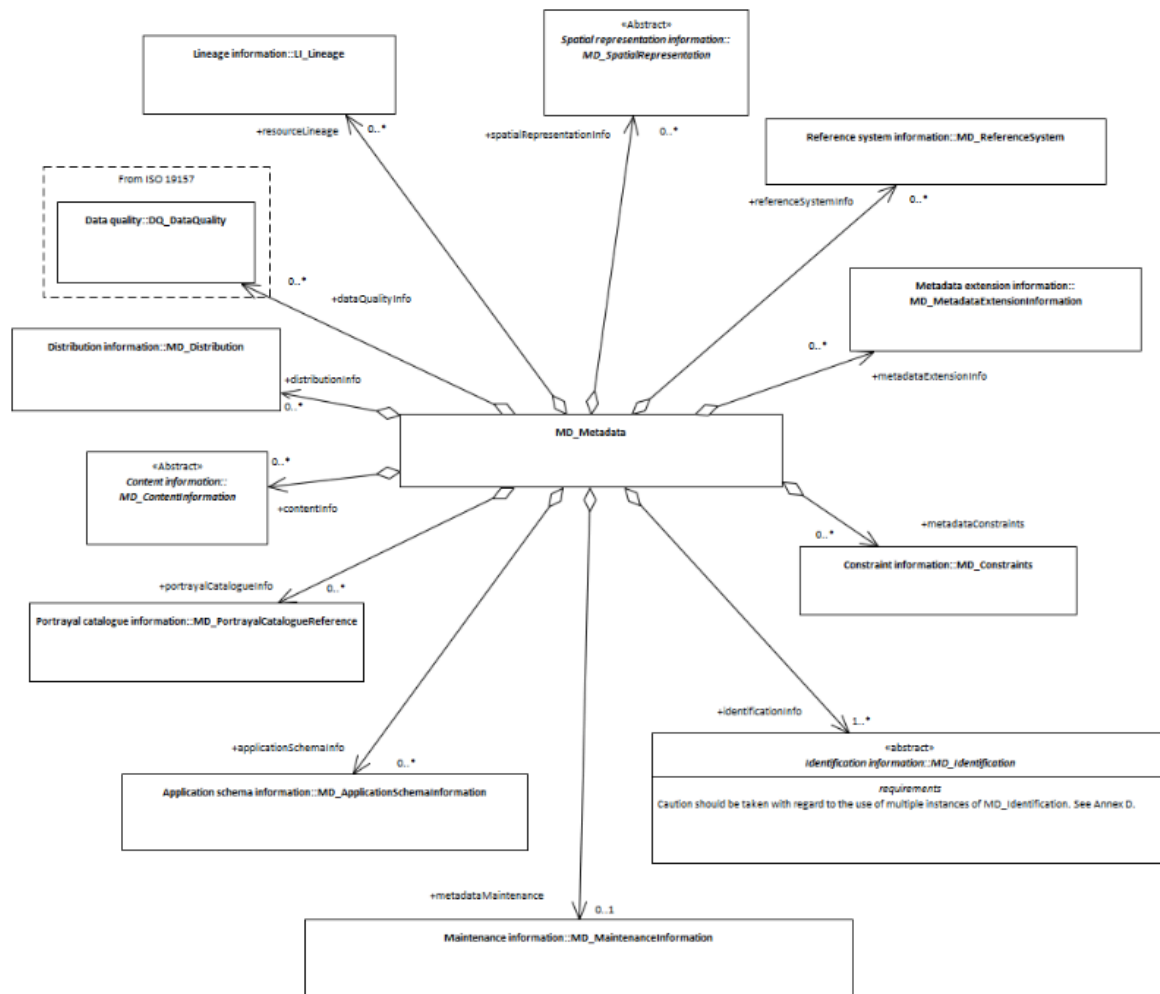 «Abstract»
Spatial representation information::
MD_SpatialRepresentation
Lineage information::LI_Lineage
+resourceLineage
0..*
+spatialRepresentationInfo
0..*
Reference system information::MD_ReferenceSystem
+referenceSystemInfo
0..*
From ISO 19157
Data quality::DQ_DataQuality
0..*
+dataQualityInfo
Metadata extension information::
MD_MetadataExtensionInformation
0..*
+metadataExtensionInfo
Distribution information::MD_Distribution
+distributionInfo
0..*
MD_Metadata
«Abstract»
Content information::
MD_ContentInformation
0..*
+contentInfo
+metadataConstraints
0..*
Constraint information::MD_Constraints
+portrayalCatalogueInfo
0..*
Portrayal catalogue information::MD_PortrayalCatalogueReference
+identificationInfo
1..*
«abstract»
Identification information::MD_Identification
requirements
Caution should be taken with regard to the use of multiple instances of MD_Identification. See Annex D.
+applicationSchemaInfo
0..*
Application schema information::MD_ApplicationSchemaInformation
+metadataMaintenance
0..1
Maintenance information::MD_MaintenanceInformation